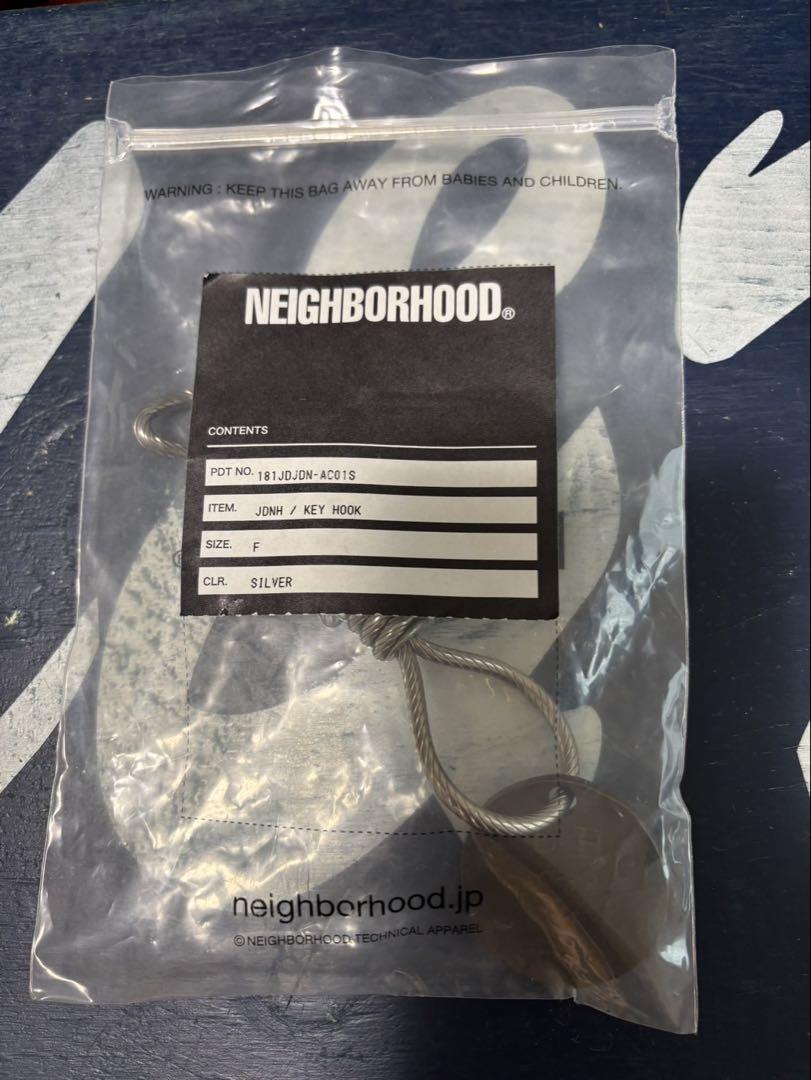 WARNING : KEEP THIS BAG AWAY FROM BABIES AND CHILDREN.
NEIGHBORHOOD®
CONTENTS
PDT NO. 181JDJDN-AC01S
ITEM. JDNH / KEY HOOK
SIZE. F
CLR. SILVER
neighborhood.jp
©NEIGHBORHOOD TECHNICAL APPAREL